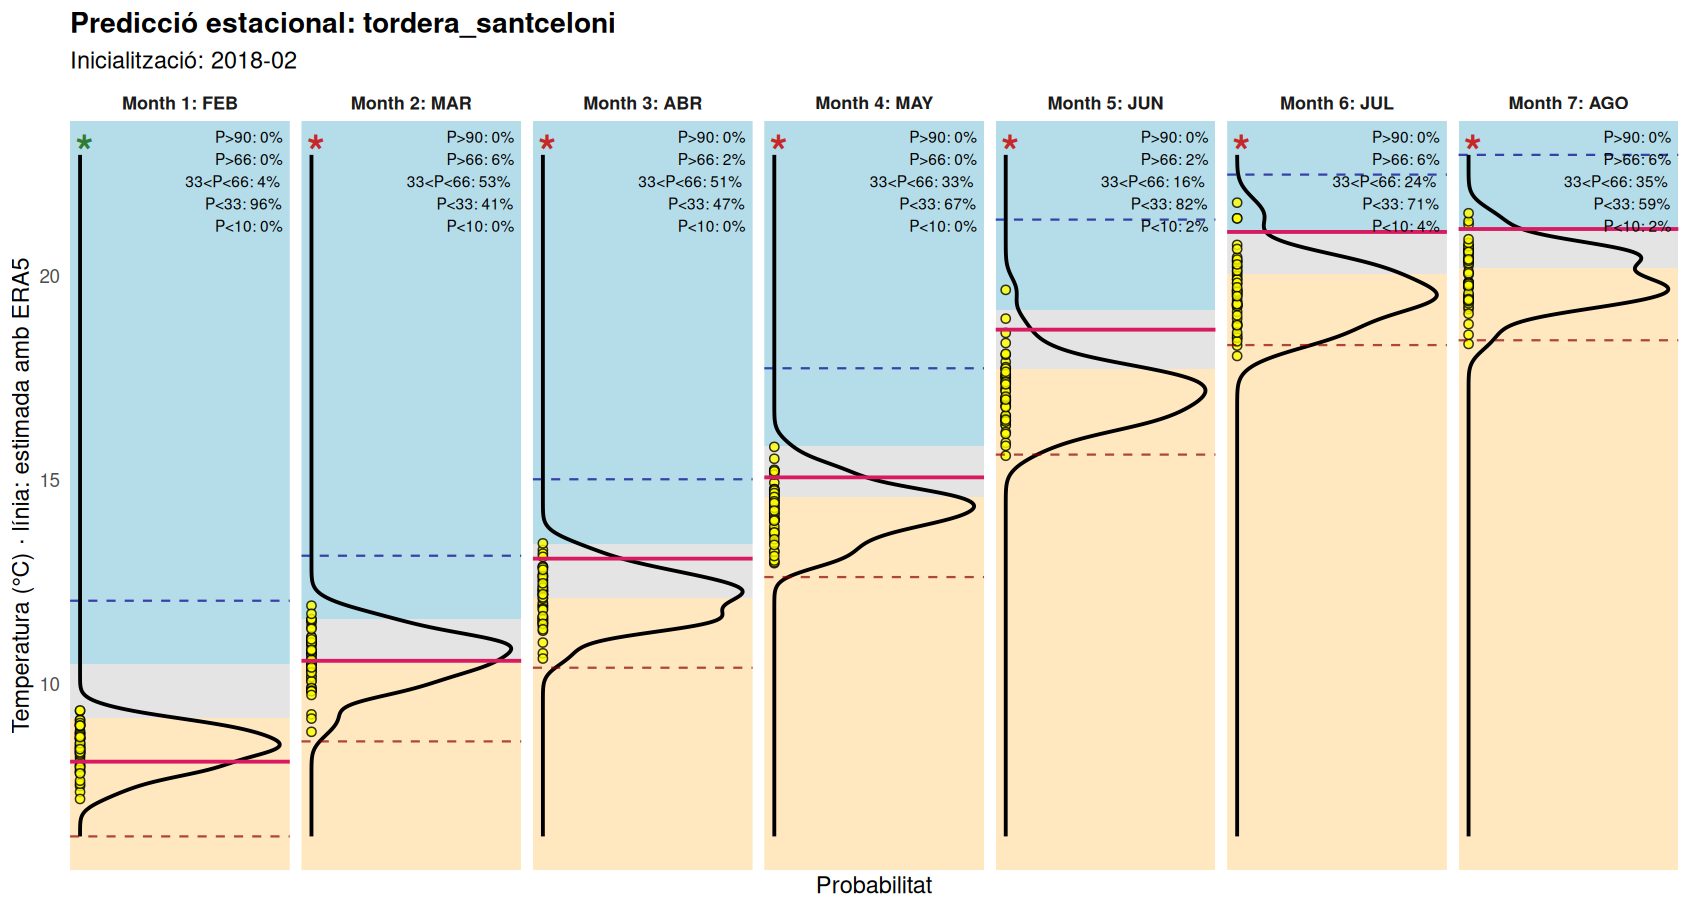 Predicció estacional: tordera_santceloni
Inicialització: 2018-02
Month 1: FEB
Month 2: MAR
Month 3: ABR
Month 4: MAY
Month 5: JUN
Month 6: JUL
Month 7: AGO
*
P>90: 0%
P>66: 0%
33<P<66: 4%
P<33: 96%
P<10: 0%
*
P>90: 0%
P>66: 6%
33<P<66: 53%
P<33: 41%
P<10: 0%
*
P>90: 0%
P>66: 2%
33<P<66: 51%
P<33: 47%
P<10: 0%
*
P>90: 0%
P>66: 0%
33<P<66: 33%
P<33: 67%
P<10: 0%
*
P>90: 0%
P>66: 2%
33<P<66: 16%
P<33: 82%
P<10: 2%
*
P>90: 0%
P>66: 6%
33<P<66: 24%
P<33: 71%
P<10: 4%
*
P>90: 0%
P>66: 6%
33<P<66: 35%
P<33: 59%
P<10: 2%
20
15
10
Temperatura (°C) · línia: estimada amb ERA5
Probabilitat